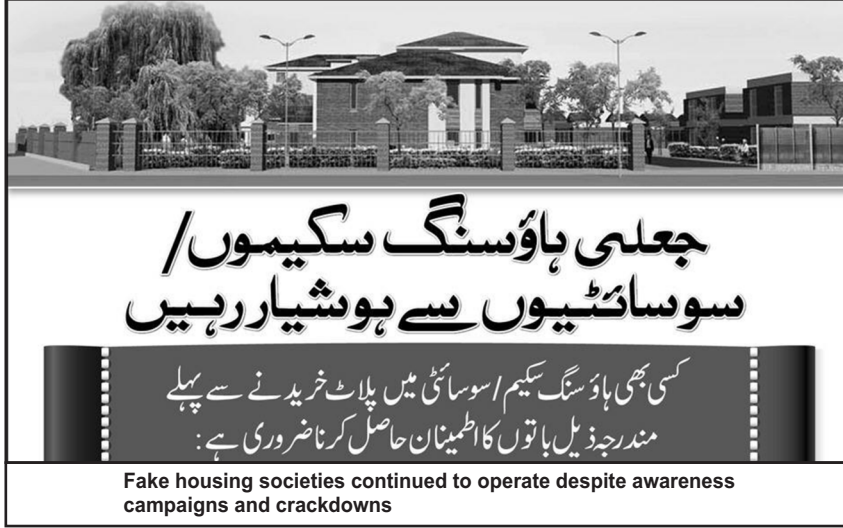 جعلی ہاؤسنگ سکیموں/
سوسائٹیوں سے ہوشیار رہیں
کسی بھی ہاؤسنگ سکیم/سوسائٹی میں پلاٹ خریدنے سے پہلے
مندرجہ ذیل باتوں کا اطمینان حاصل کرنا ضروری ہے:
Fake housing societies continued to operate despite awareness
campaigns and crackdowns